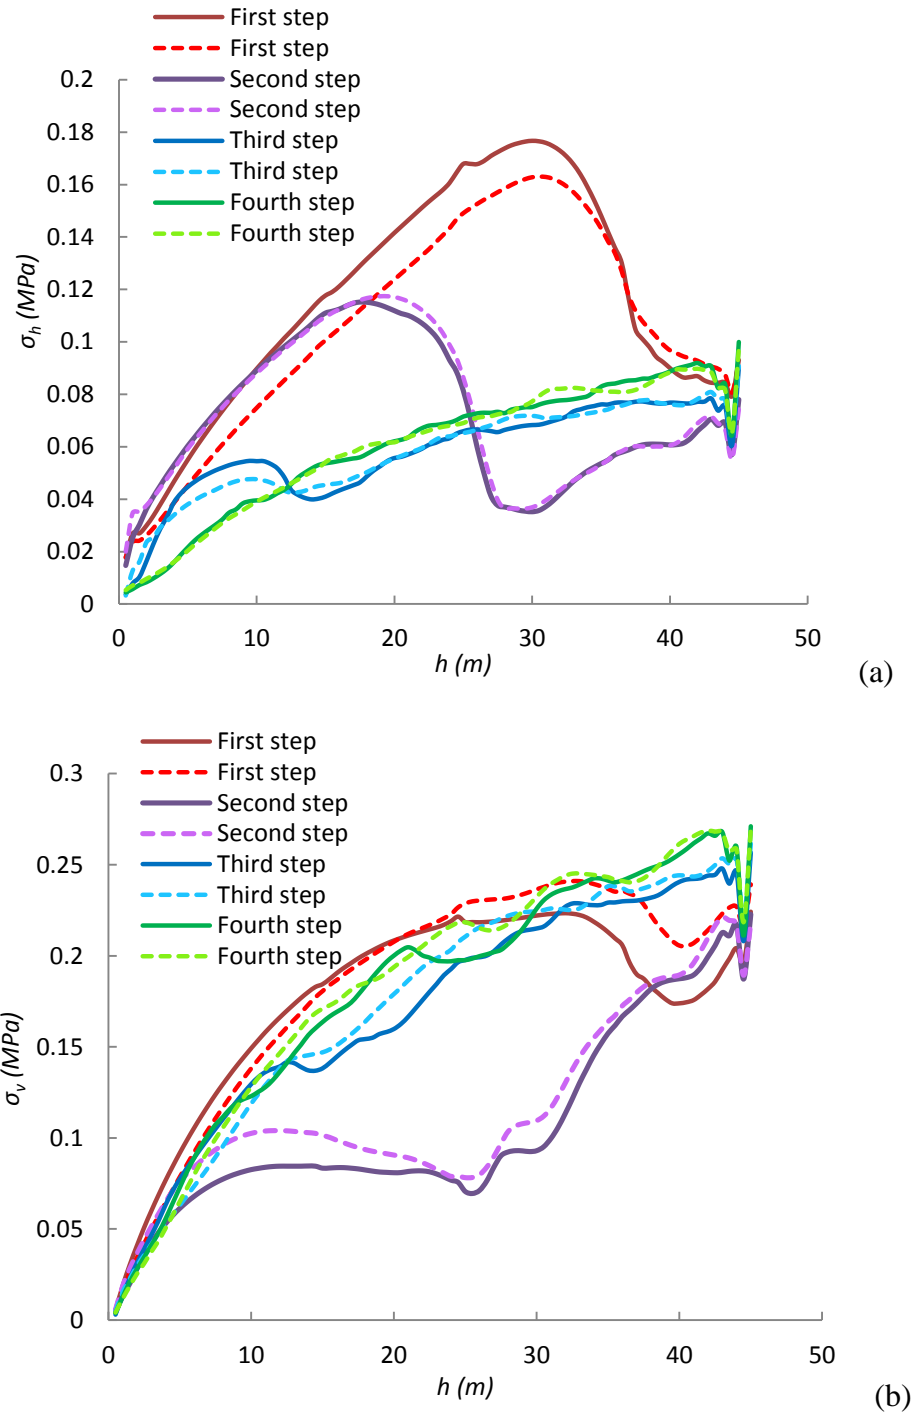 First step
First step
Second step
Second step
Third step
Third step
Fourth step
Fourth step
0.2
0.18
0.16
0.14
0.12
0.1
0.08
0.06
0.04
0.02
0
σh (MPa)
0 10 20 30 40 50
h (m)
(a)
First step
First step
Second step
Second step
Third step
Third step
Fourth step
Fourth step
0.3
0.25
0.2
0.15
0.1
0.05
0
σv (MPa)
0 10 20 30 40 50
h (m)
(b)